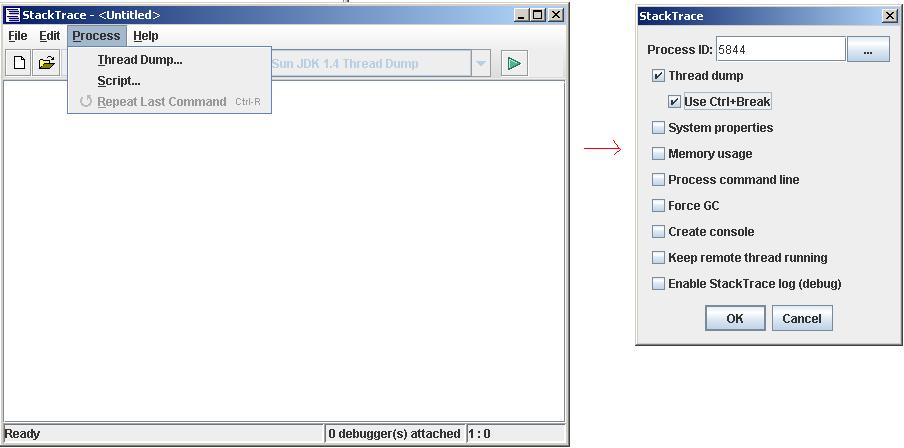 StackTrace - <Untitled>
File Edit Process Help
Thread Dump...
Script...
Repeat Last Command Ctrl-R
Sun JDK 1.4 Thread Dump
Ready
0 debugger(s) attached
1 : 0
StackTrace
Process ID: 5844 ...
Thread dump
Use Ctrl+Break
System properties
Memory usage
Process command line
Force GC
Create console
Keep remote thread running
Enable StackTrace log (debug)
OK Cancel